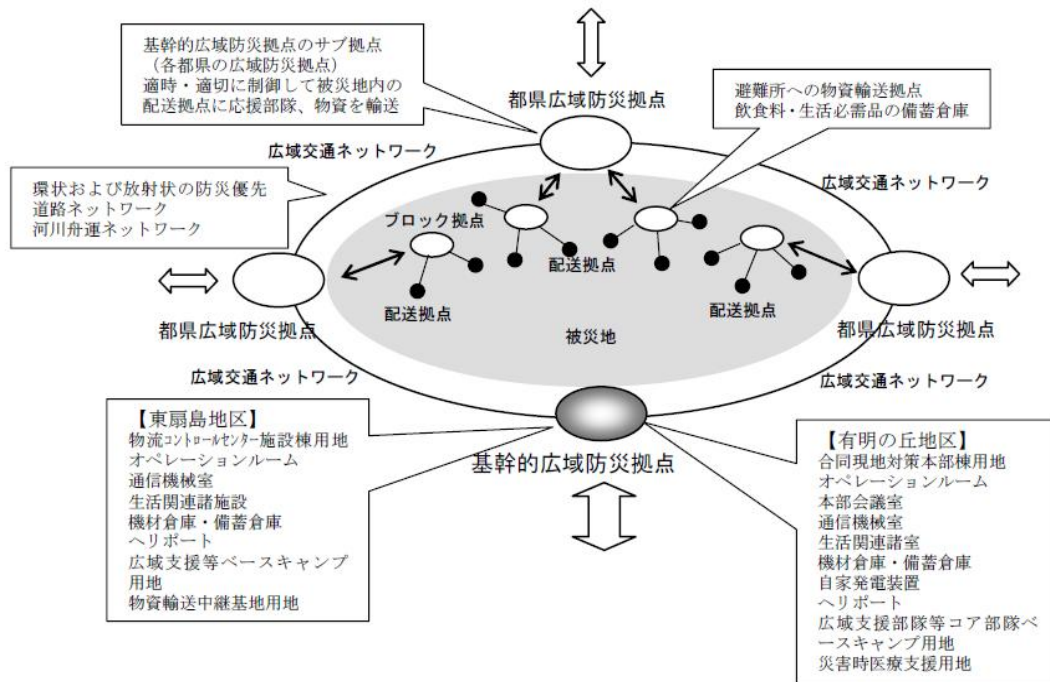 基幹的広域防災拠点のサブ拠点
(各都県の広域防災拠点)
適時・適切に制御して被災地内の
配送拠点に応援部隊、物資を輸送
都県広域防災拠点
避難所への物資輸送拠点
飲食料・生活必需品の備蓄倉庫
広域交通ネットワーク
広域交通ネットワーク
環状および放射状の防災優先
道路ネットワーク
河川舟運ネットワーク
ブロック拠点
配送拠点
配送拠点
配送拠点
都県広域防災拠点
被災地
都県広域防災拠点
広域交通ネットワーク
広域交通ネットワーク
【東扇島地区】
物流コントロールセンター施設棟用地
オペレーションルーム
通信機械室
生活関連諸施設
機材倉庫・備蓄倉庫
ヘリポート
広域支援等ベースキャンプ
用地
物資輸送中継基地用地
基幹的広域防災拠点
【有明の丘地区】
合同現地対策本部棟用地
オペレーションルーム
本部会議室
通信機械室
生活関連諸室
機材倉庫・備蓄倉庫
自家発電装置
ヘリポート
広域支援部隊等コア部隊ベ
ースキャンプ用地
災害時医療支援用地